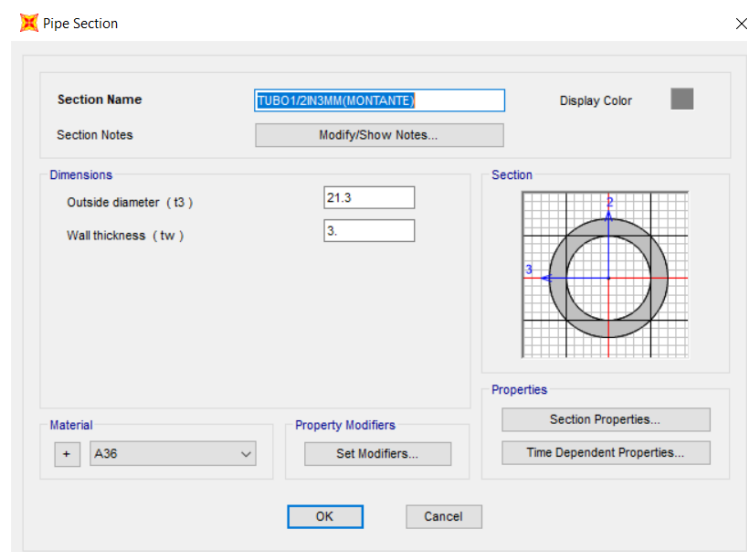 Pipe Section
Section Name
TUBO1/2IN3MM(MONTANTE)
Display Color
Section Notes
Modify/Show Notes...
Dimensions
Outside diameter ( t3 )
21.3
Wall thickness ( tw )
3.
Section
2
3
Properties
Section Properties...
Time Dependent Properties...
Material
+
A36
Property Modifiers
Set Modifiers...
OK
Cancel